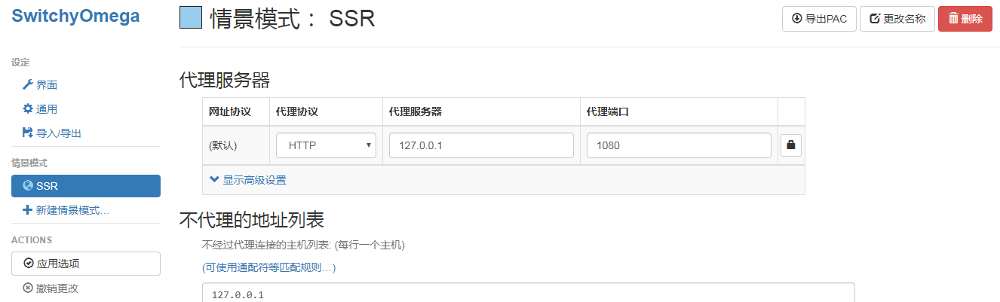 SwitchyOmega
设定
界面
通用
导入/导出
情景模式
SSR
新建情景模式...
ACTIONS
应用选项
撤销更改
情景模式： SSR
导出PAC
更改名称
删除
代理服务器
网址协议 代理协议 代理服务器 代理端口
(默认) HTTP 127.0.0.1 1080
显示高级设置
不代理的地址列表
不经过代理连接的主机列表: (每行一个主机)
(可使用通配符等匹配规则...)
127.0.0.1